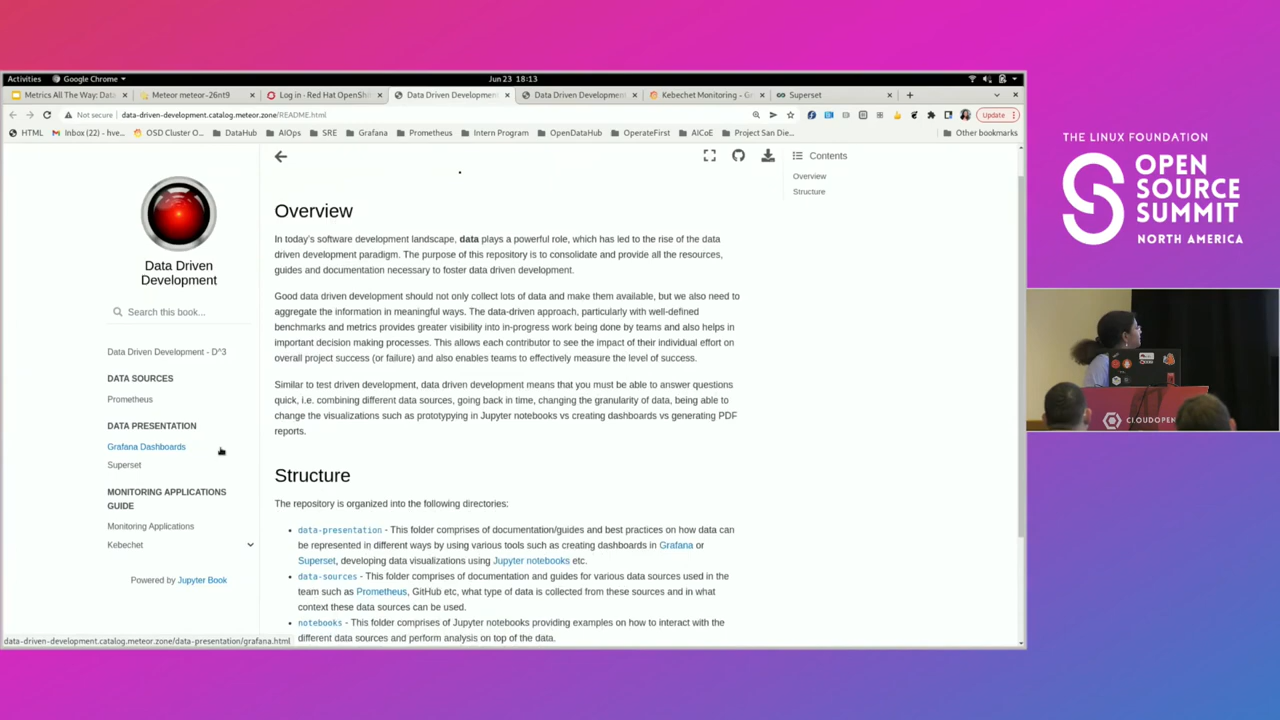 Activities
Google Chrome
Jun 23 18:13
Metrics All The Way: Dat
Meteor meteor-26nt9
Log in - Red Hat OpenShi
Data Driven Development
Data Driven Development
Kebechet Monitoring - Gr
Superset
Not secure
data-driven-development.catalog.meteor.zone/README.html
Update
HTML
Inbox (22) - hve...
OSD Cluster O...
DataHub
AIOps
SRE
Grafana
Prometheus
Intern Program
OpenDataHub
OperateFirst
AICoE
Project San Die...
Other bookmarks
Data Driven
Development
Search this book...
Data Driven Development - D^3
DATA SOURCES
Prometheus
DATA PRESENTATION
Grafana Dashboards
Superset
MONITORING APPLICATIONS
GUIDE
Monitoring Applications
Kebechet
Powered by Jupyter Book
Overview
In today's software development landscape, data plays a powerful role, which has led to the rise of the data
driven development paradigm. The purpose of this repository is to consolidate and provide all the resources,
guides and documentation necessary to foster data driven development.
Good data driven development should not only collect lots of data and make them available, but we also need to
aggregate the information in meaningful ways. The data-driven approach, particularly with well-defined
benchmarks and metrics provides greater visibility into in-progress work being done by teams and also helps in
important decision making processes. This allows each contributor to see the impact of their individual effort on
overall project success (or failure) and also enables teams to effectively measure the level of success.
Similar to test driven development, data driven development means that you must be able to answer questions
quick, i.e. combining different data sources, going back in time, changing the granularity of data, being able to
change the visualizations such as prototypying in Jupyter notebooks vs creating dashboards vs generating PDF
reports.
Structure
The repository is organized into the following directories:
data-presentation - This folder comprises of documentation/guides and best practices on how data can
be represented in different ways by using various tools such as creating dashboards in Grafana or
Superset, developing data visualizations using Jupyter notebooks etc.
data-sources - This folder comprises of documentation and guides for various data sources used in the
team such as Prometheus, GitHub etc, what type of data is collected from these sources and in what
context these data sources can be used.
notebooks - This folder comprises of Jupyter notebooks providing examples on how to interact with the
different data sources and perform analysis on top of the data.
Contents
Overview
Structure
data-driven-development.catalog.meteor.zone/data-presentation/grafana.html
THE LINUX FOUNDATION
OPEN
SOURCE
SUMMIT
NORTH AMERICA
CLOUDOPEN